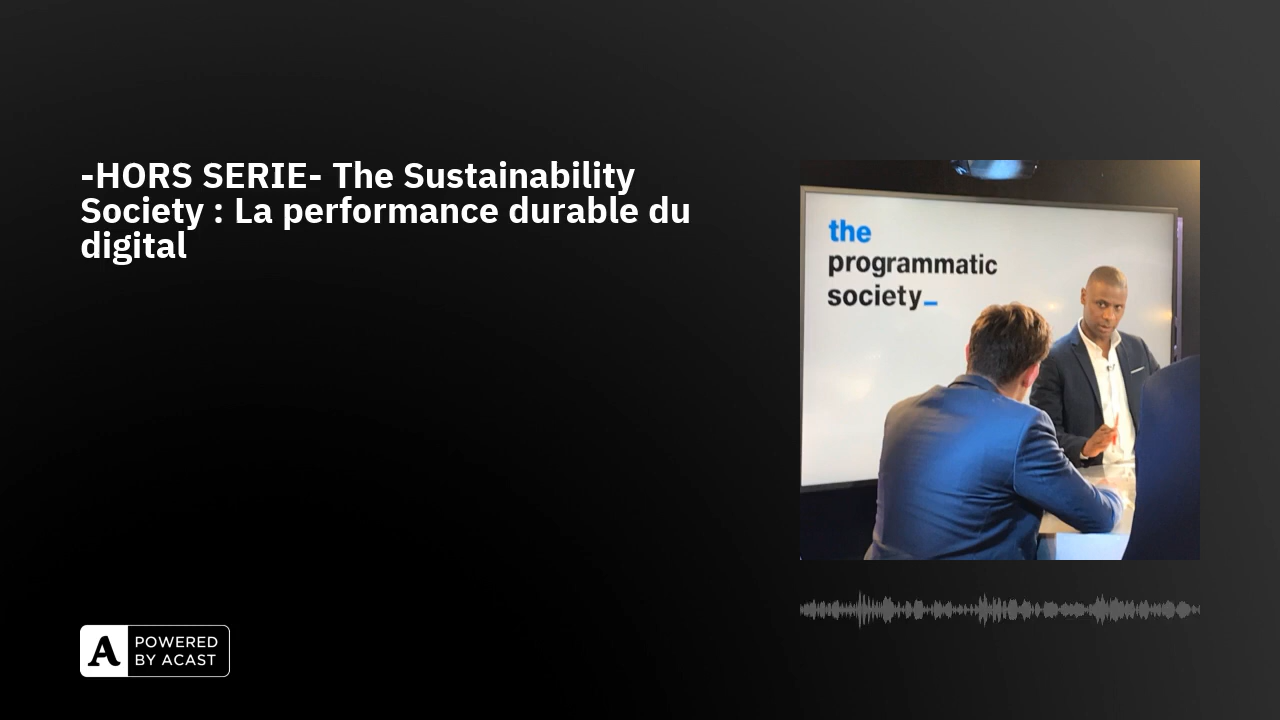 -HORS SERIE- The Sustainability
Society : La performance durable du
digital
the
programmatic
society_
A POWERED
BY ACAST